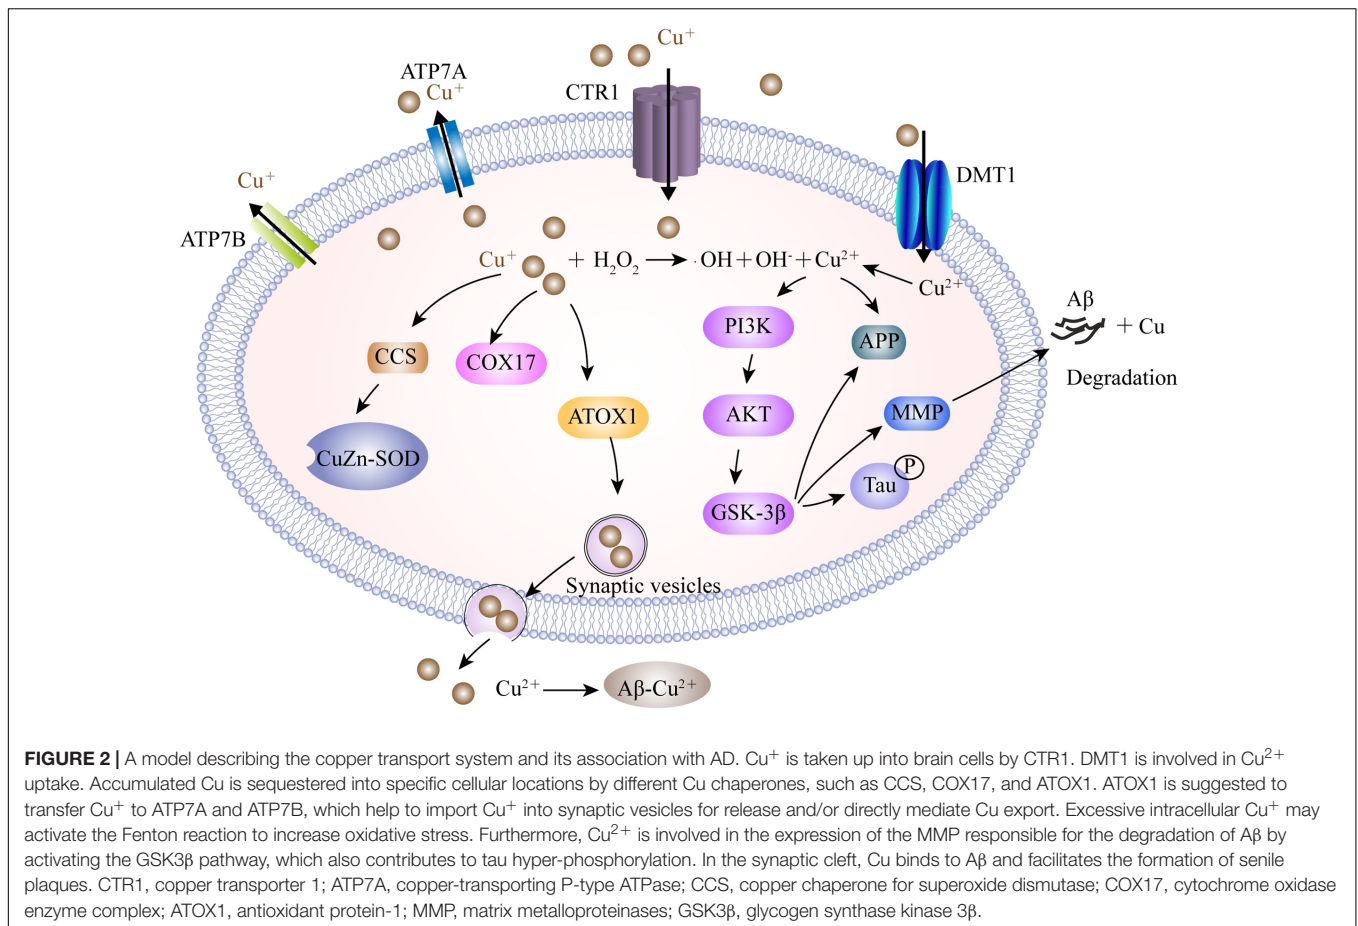 Cu⁺
ATP7A
Cu⁺
CTR1
DMT1
Cu⁺
ATP7B
Cu⁺ + H₂O₂ · OH + OH⁻ + Cu²⁺
Cu²⁺
Aβ
+ Cu
Degradation
PI3K
APP
CCS
COX17
ATOX1
AKT
MMP
CuZn-SOD
P
Tau
GSK-3β
Synaptic vesicles
Cu²⁺
Aβ-Cu²⁺
FIGURE 2 | A model describing the copper transport system and its association with AD. Cu⁺ is taken up into brain cells by CTR1. DMT1 is involved in Cu²⁺
uptake. Accumulated Cu is sequestered into specific cellular locations by different Cu chaperones, such as CCS, COX17, and ATOX1. ATOX1 is suggested to
transfer Cu⁺ to ATP7A and ATP7B, which help to import Cu⁺ into synaptic vesicles for release and/or directly mediate Cu export. Excessive intracellular Cu⁺ may
activate the Fenton reaction to increase oxidative stress. Furthermore, Cu²⁺ is involved in the expression of the MMP responsible for the degradation of Aβ by
activating the GSK3β pathway, which also contributes to tau hyper-phosphorylation. In the synaptic cleft, Cu binds to Aβ and facilitates the formation of senile
plaques. CTR1, copper transporter 1; ATP7A, copper-transporting P-type ATPase; CCS, copper chaperone for superoxide dismutase; COX17, cytochrome oxidase
enzyme complex; ATOX1, antioxidant protein-1; MMP, matrix metalloproteinases; GSK3β, glycogen synthase kinase 3β.